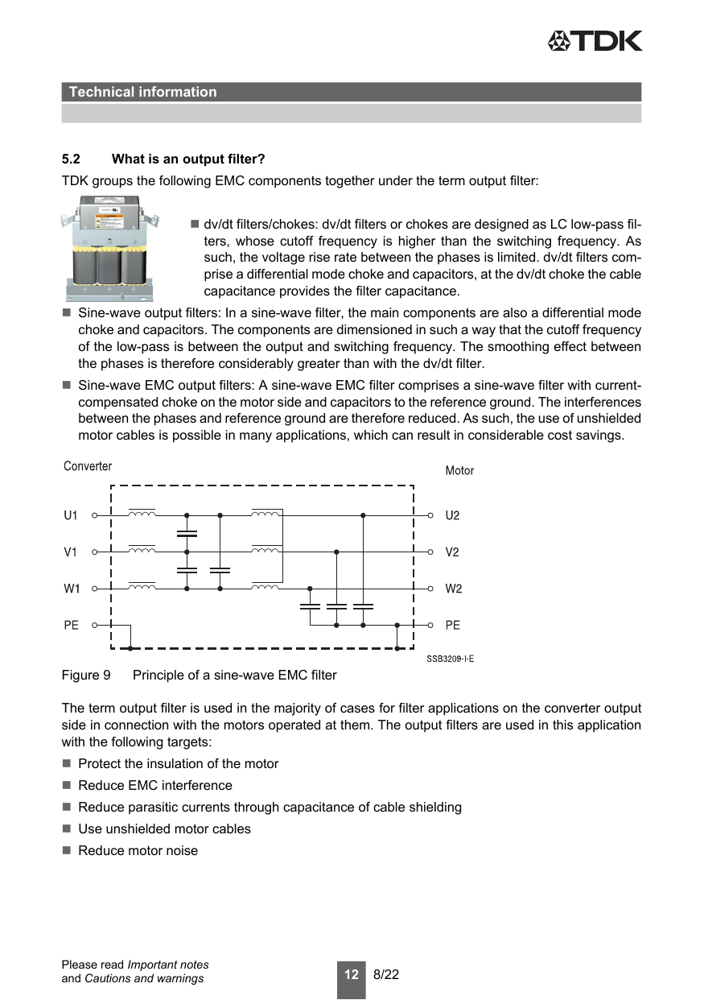 TDK
Technical information
5.2 What is an output filter?
TDK groups the following EMC components together under the term output filter:
■ dv/dt filters/chokes: dv/dt filters or chokes are designed as LC low-pass fil-
ters, whose cutoff frequency is higher than the switching frequency. As
such, the voltage rise rate between the phases is limited. dv/dt filters com-
prise a differential mode choke and capacitors, at the dv/dt choke the cable
capacitance provides the filter capacitance.
■ Sine-wave output filters: In a sine-wave filter, the main components are also a differential mode
choke and capacitors. The components are dimensioned in such a way that the cutoff frequency
of the low-pass is between the output and switching frequency. The smoothing effect between
the phases is therefore considerably greater than with the dv/dt filter.
■ Sine-wave EMC output filters: A sine-wave EMC filter comprises a sine-wave filter with current-
compensated choke on the motor side and capacitors to the reference ground. The interferences
between the phases and reference ground are therefore reduced. As such, the use of unshielded
motor cables is possible in many applications, which can result in considerable cost savings.
Converter
Motor
U1
U2
V1
V2
W1
W2
PE
PE
SSB3209-I-E
Figure 9 Principle of a sine-wave EMC filter
The term output filter is used in the majority of cases for filter applications on the converter output
side in connection with the motors operated at them. The output filters are used in this application
with the following targets:
■ Protect the insulation of the motor
■ Reduce EMC interference
■ Reduce parasitic currents through capacitance of cable shielding
■ Use unshielded motor cables
■ Reduce motor noise
Please read Important notes
and Cautions and warnings
12 8/22